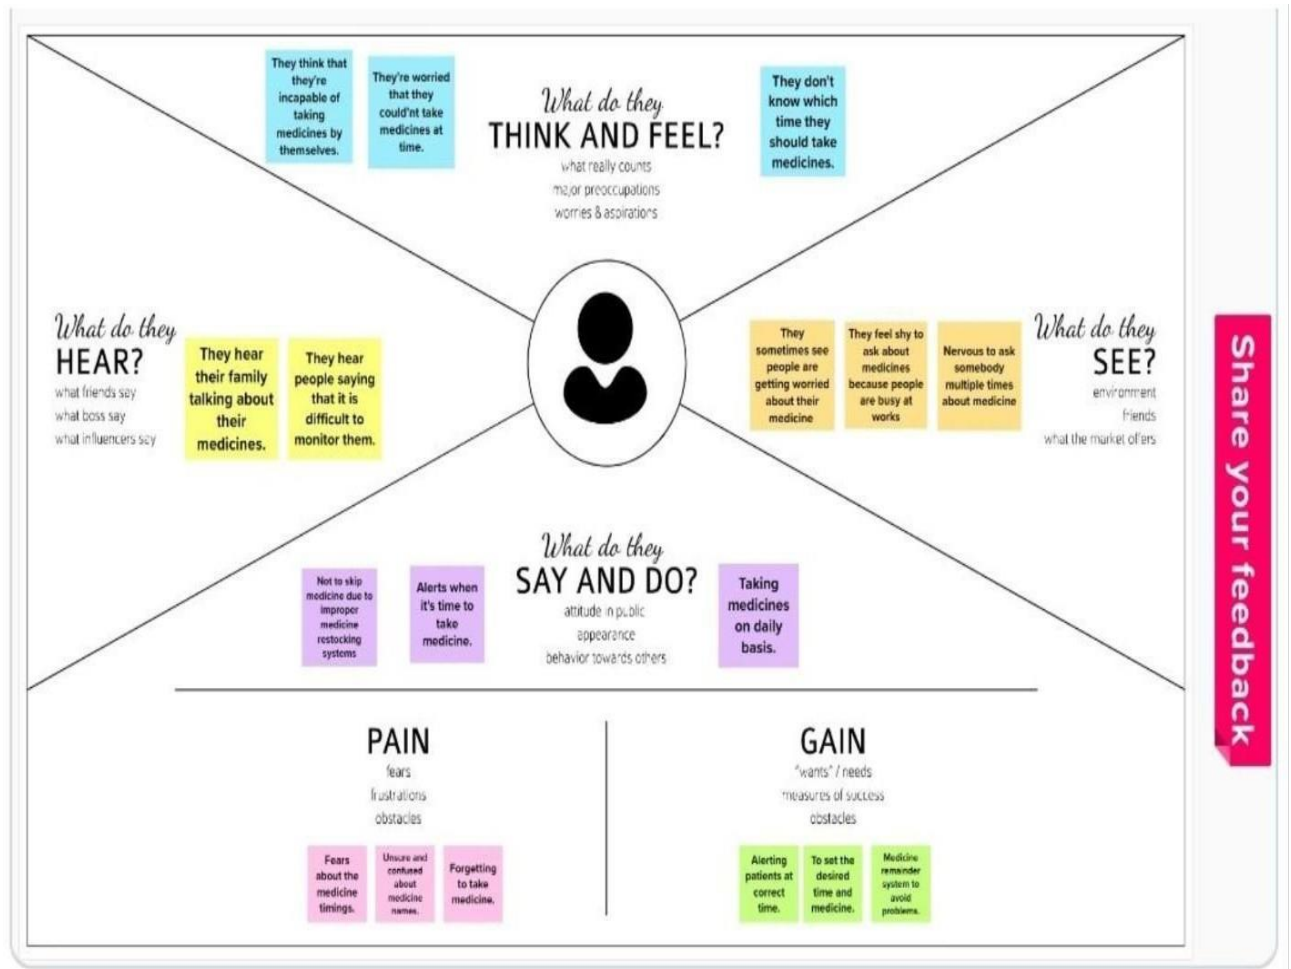 They think that
they're
incapable of
taking
medicines by
themselves.
They're worried
that they
could'nt take
medicines at
time.
What do they
THINK AND FEEL?
what really counts
major preoccupations
worries & aspirations
They don't
know which
time they
should take
medicines.
What do they
HEAR?
what friends say
what boss say
what influencers say
They hear
their family
talking about
their
medicines.
They hear
people saying
that it is
difficult to
monitor them.
They
sometimes see
people are
getting worried
about their
medicine
They feel shy to
ask about
medicines
because people
are busy at
works
Nervous to ask
somebody
multiple times
about medicine
What do they
SEE?
environment
friends
what the market offers
Share your feedback
Not to skip
medicine due to
improper
medicine
restocking
systems
Alerts when
it's time to
take
medicine.
What do they
SAY AND DO?
attitude in public
appearance
behavior towards others
Taking
medicines
on daily
basis.
PAIN
fears
frustrations
obstacles
Fears
about the
medicine
timings.
Unsure and
confused
about
medicine
names.
Forgetting
to take
medicine.
GAIN
"wants" / needs
measures of success
obstacles
Alerting
patients at
correct
time.
To set the
desired
time and
medicine.
Medicine
remainder
system to
avoid
problems.